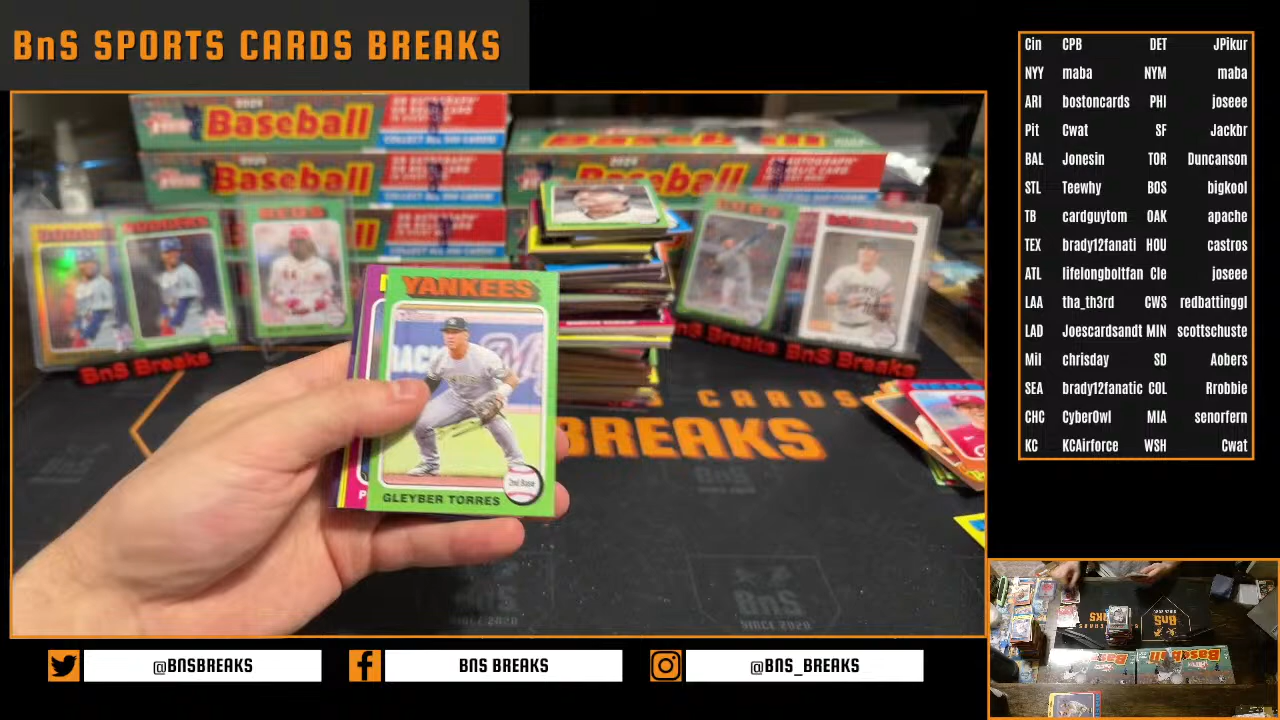 BnS SPORTS CARDS BREAKS
Baseball
Baseball
Baseball
REDS
YANKEES
GLEYBER TORRES
2nd Base
BnS Breaks
BnS Breaks
CARDS
BREAKS
BnS
SINCE 2020
Cin CPB DET JPikur
NYY maba NYM maba
ARI bostoncards PHI joseee
Pit Cwat SF Jackbr
BAL Jonesin TOR Duncanson
STL Teewhy BOS bigkool
TB cardguytom OAK apache
TEX brady12fanati HOU castros
ATL lifelongboltfan Cle joseee
LAA tha_th3rd CWS redbattinggl
LAD Joescardsandt MIN scottschuste
Mil chrisday SD Aobers
SEA brady12fanatic COL Rrobbie
CHC CyberOwl MIA senorfern
KC KCAirforce WSH Cwat
@BNSBREAKS
BNS BREAKS
@BNS_BREAKS